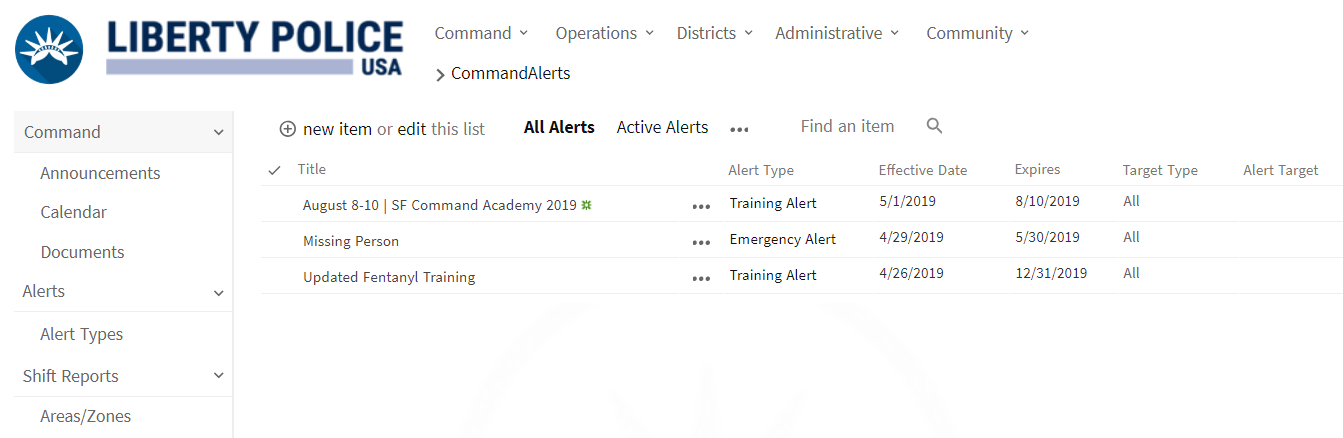 LIBERTY POLICE
USA
Command Operations Districts Administrative Community
CommandAlerts
Command
Announcements
Calendar
Documents
Alerts
Alert Types
Shift Reports
Areas/Zones
new item or edit this list All Alerts Active Alerts ... Find an item
Title Alert Type Effective Date Expires Target Type Alert Target
August 8-10 | SF Command Academy 2019 ... Training Alert 5/1/2019 8/10/2019 All
Missing Person ... Emergency Alert 4/29/2019 5/30/2019 All
Updated Fentanyl Training ... Training Alert 4/26/2019 12/31/2019 All